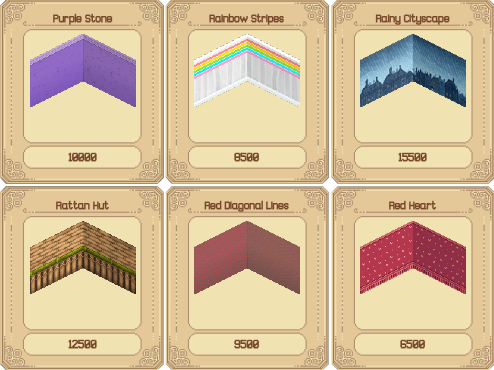 Purple Stone
Rainbow Stripes
Rainy Cityscape
10000
8500
15500
Rattan Hut
Red Diagonal Lines
Red Heart
12500
9500
6500